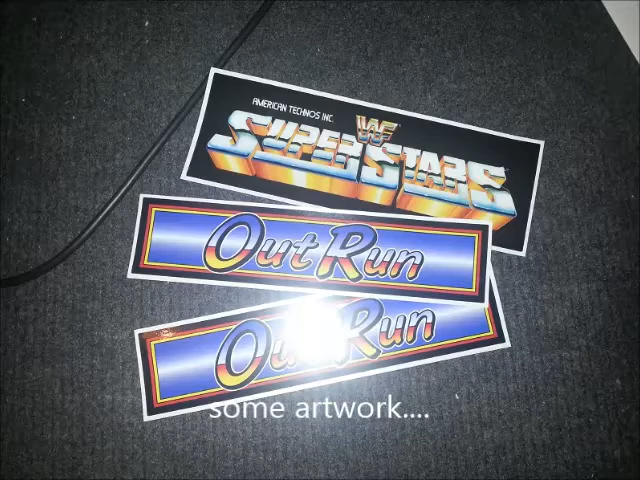 AMERICAN TECHNOS INC.
WF
SUPERSTARS
OutRun
OutRun
some artwork....